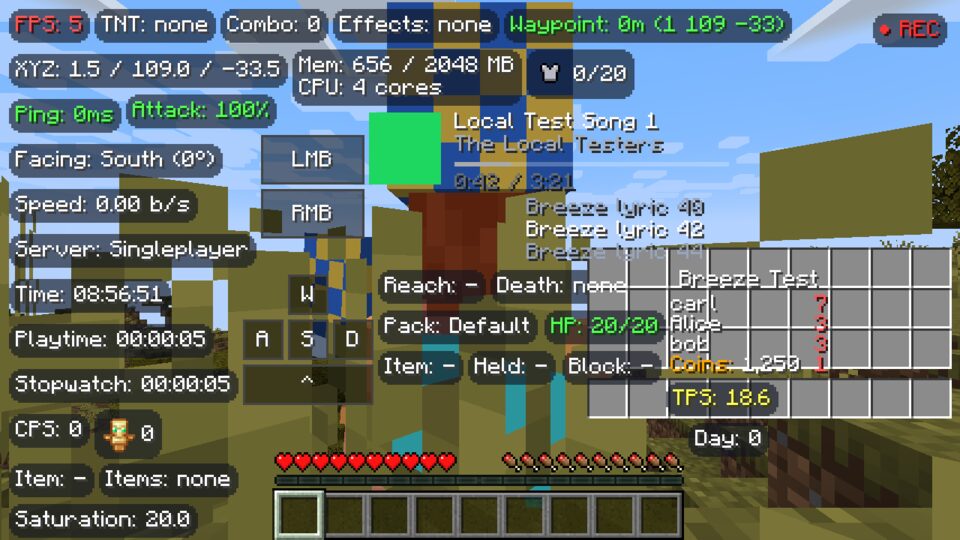 FPS: 5
TNT: none
Combo: 0
Effects: none
Waypoint: 0m (1 109 -33)
• REC
XYZ: 1.5 / 109.0 / -33.5
Mem: 656 / 2048 MB
CPU: 4 cores
0/20
Ping: 0ms
Attack: 100%
Local Test Song 1
The Local Testers
0:42 / 3:21
Facing: South (0°)
LMB
RMB
Speed: 0.00 b/s
Breeze lyric 40
Breeze lyric 42
Breeze lyric 44
Server: Singleplayer
Time: 08:56:51
W
A
S
D
^
Reach: -
Death: none
Breeze Test
carl 7
Alice 3
bob 3
Coins: 1,250 1
Pack: Default
HP: 20/20
Playtime: 00:00:05
Item: -
Held: -
Block: -
Stopwatch: 00:00:05
TPS: 18.6
CPS: 0
0
Day: 0
Item: -
Items: none
Saturation: 20.0